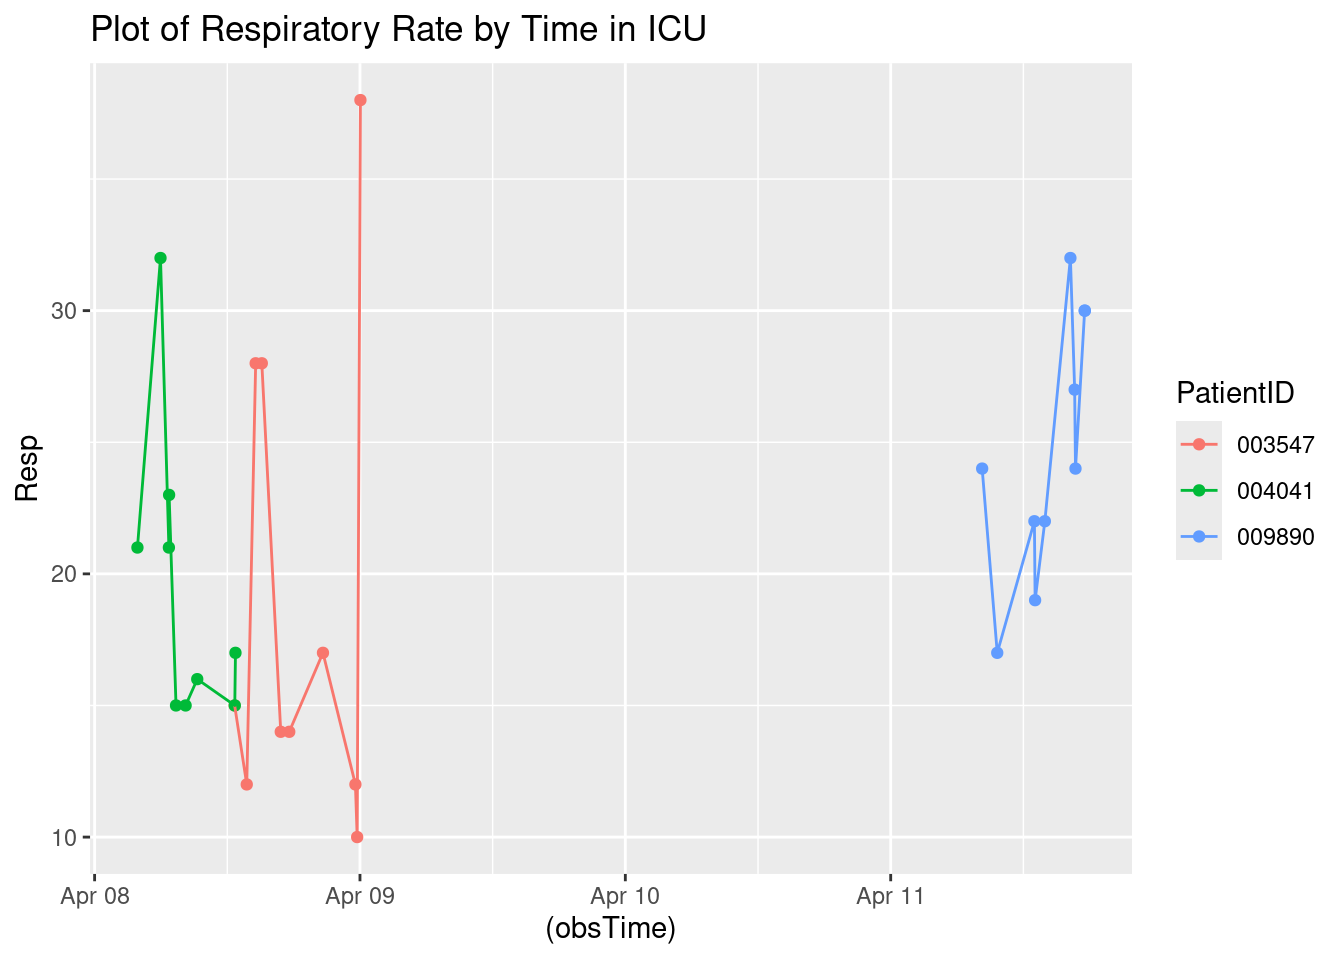 Plot of Respiratory Rate by Time in ICU
Resp
30
20
10
Apr 08 Apr 09 Apr 10 Apr 11
(obsTime)
PatientID
003547
004041
009890